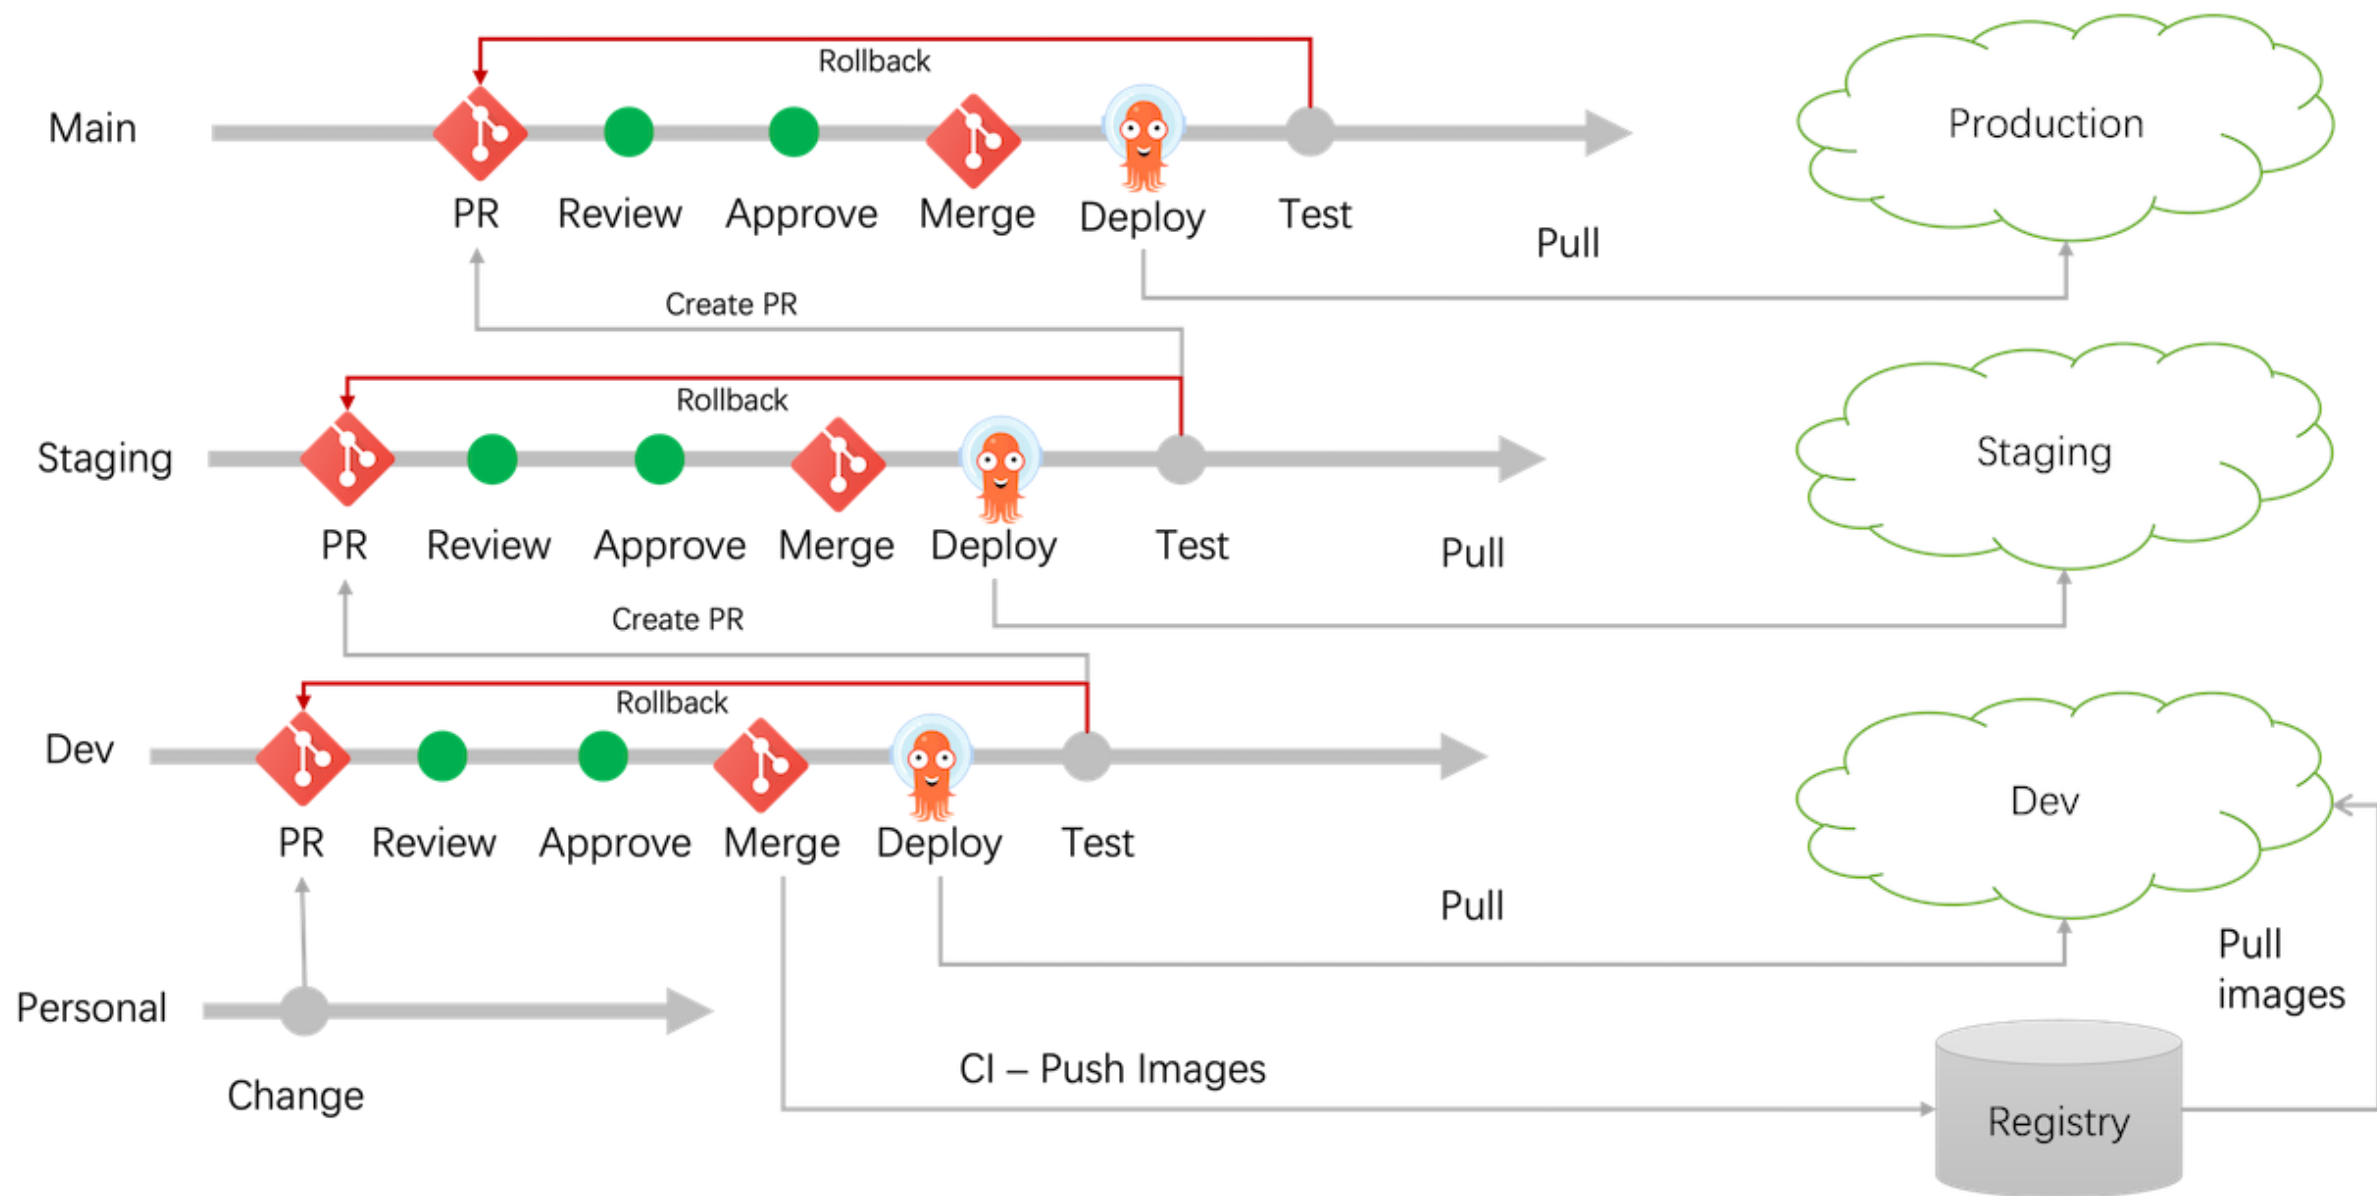 Rollback
Main
Production
PR
Review
Approve
Merge
Deploy
Test
Pull
Create PR
Rollback
Staging
Staging
PR
Review
Approve
Merge
Deploy
Test
Pull
Create PR
Rollback
Dev
Dev
PR
Review
Approve
Merge
Deploy
Test
Pull
Pull
images
Personal
Change
CI – Push Images
Registry